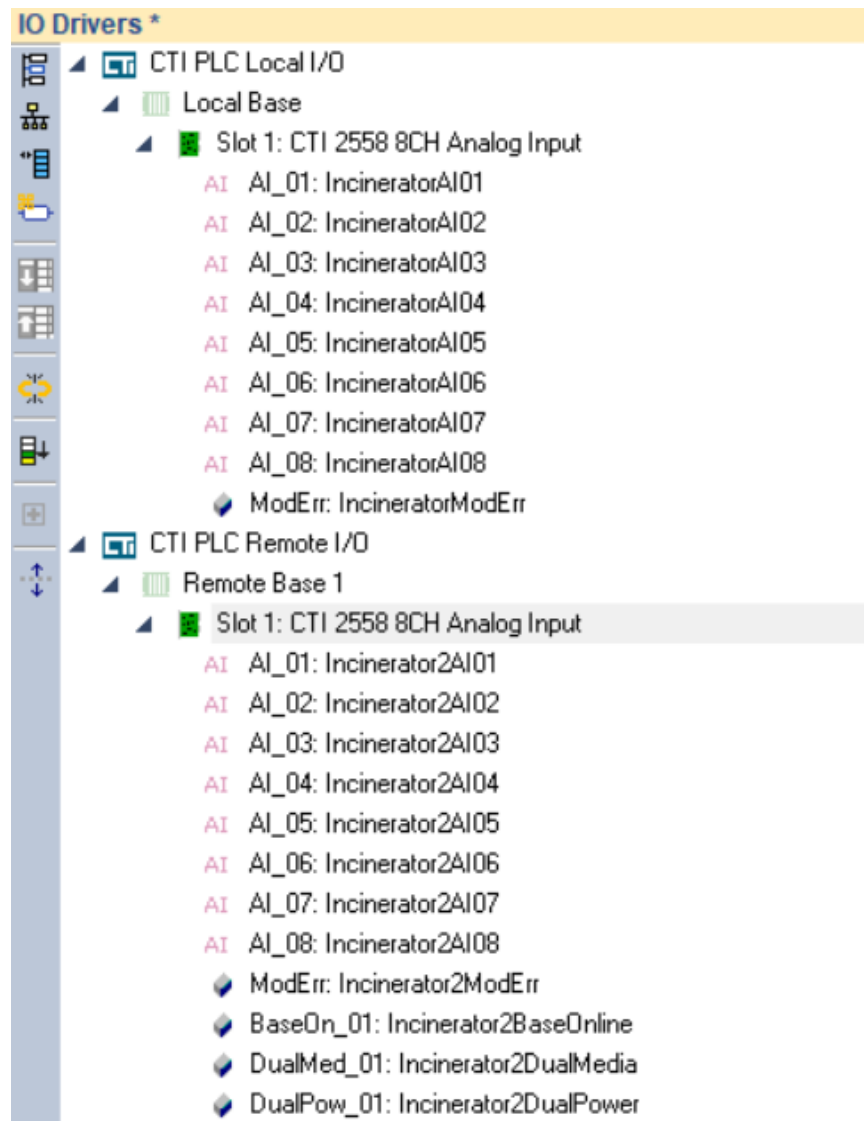 IO Drivers *
CTI CTI PLC Local I/O
Local Base
Slot 1: CTI 2558 8CH Analog Input
AI AI_01: IncineratorAI01
AI AI_02: IncineratorAI02
AI AI_03: IncineratorAI03
AI AI_04: IncineratorAI04
AI AI_05: IncineratorAI05
AI AI_06: IncineratorAI06
AI AI_07: IncineratorAI07
AI AI_08: IncineratorAI08
ModErr: IncineratorModErr
CTI CTI PLC Remote I/O
Remote Base 1
Slot 1: CTI 2558 8CH Analog Input
AI AI_01: Incinerator2AI01
AI AI_02: Incinerator2AI02
AI AI_03: Incinerator2AI03
AI AI_04: Incinerator2AI04
AI AI_05: Incinerator2AI05
AI AI_06: Incinerator2AI06
AI AI_07: Incinerator2AI07
AI AI_08: Incinerator2AI08
ModErr: Incinerator2ModErr
BaseOn_01: Incinerator2BaseOnline
DualMed_01: Incinerator2DualMedia
DualPow_01: Incinerator2DualPower